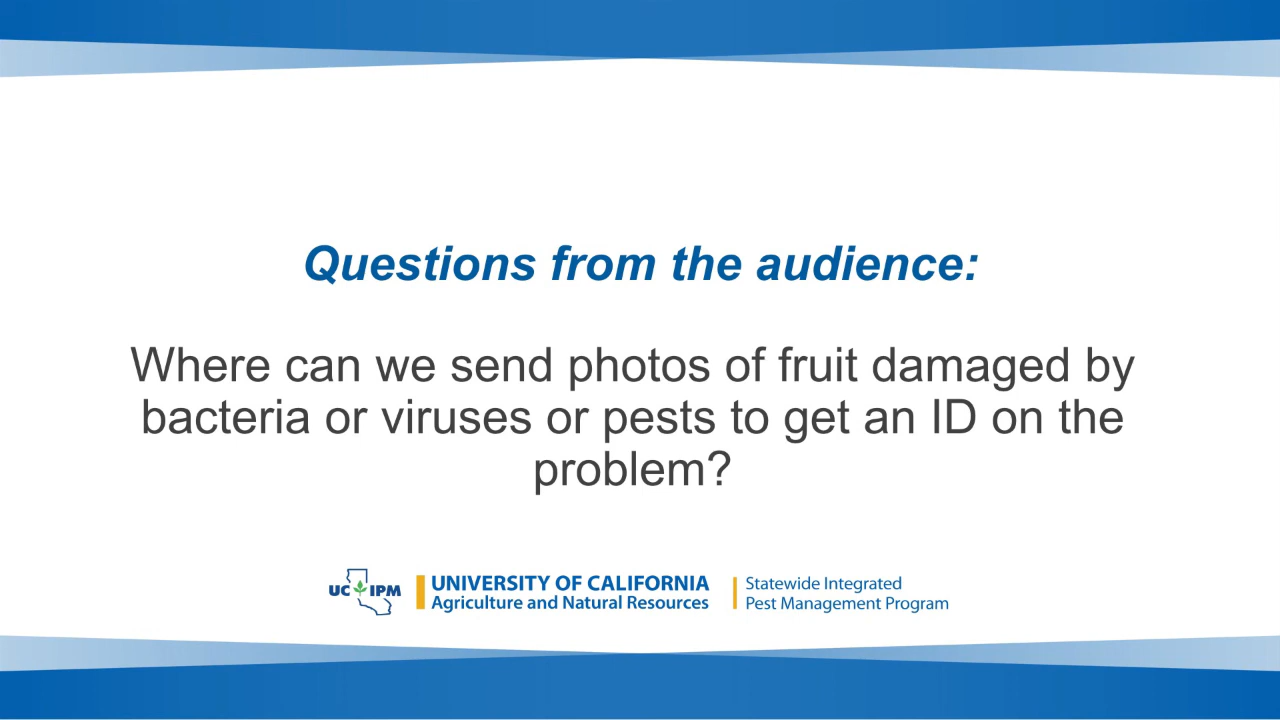 Questions from the audience:
Where can we send photos of fruit damaged by
bacteria or viruses or pests to get an ID on the
problem?
UC IPM
UNIVERSITY OF CALIFORNIA
Agriculture and Natural Resources
Statewide Integrated
Pest Management Program